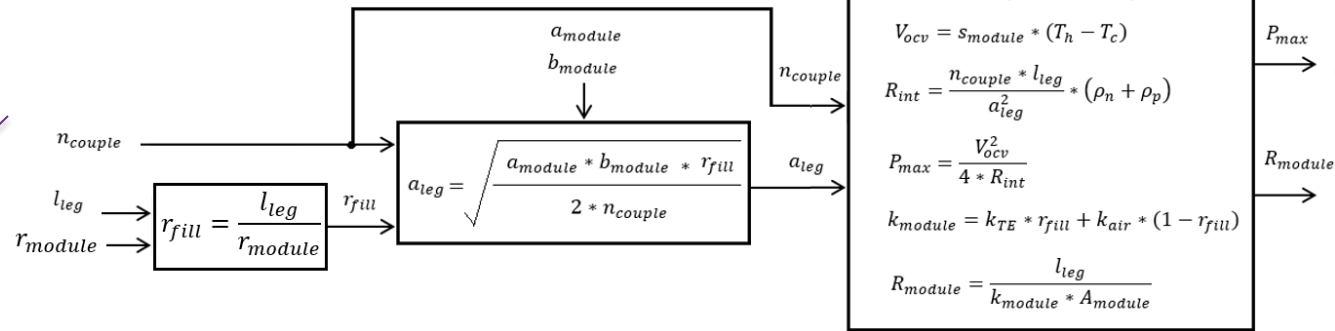 a_module
b_module
n_couple
n_couple
l_leg
r_module
r_fill = l_leg / r_module
r_fill
a_leg = √((a_module * b_module * r_fill) / (2 * n_couple))
a_leg
V_ocv = s_module * (T_h − T_c)
R_int = (n_couple * l_leg) / a_leg^2 * (ρ_n + ρ_p)
P_max = V_ocv^2 / (4 * R_int)
k_module = k_TE * r_fill + k_air * (1 − r_fill)
R_module = l_leg / (k_module * A_module)
P_max
R_module